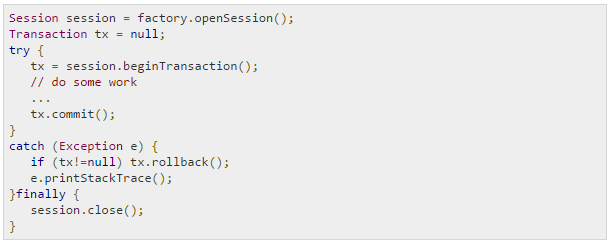 Session session = factory.openSession();
Transaction tx = null;
try {
   tx = session.beginTransaction();
   // do some work
   ...
   tx.commit();
}
catch (Exception e) {
   if (tx!=null) tx.rollback();
   e.printStackTrace();
}finally {
   session.close();
}